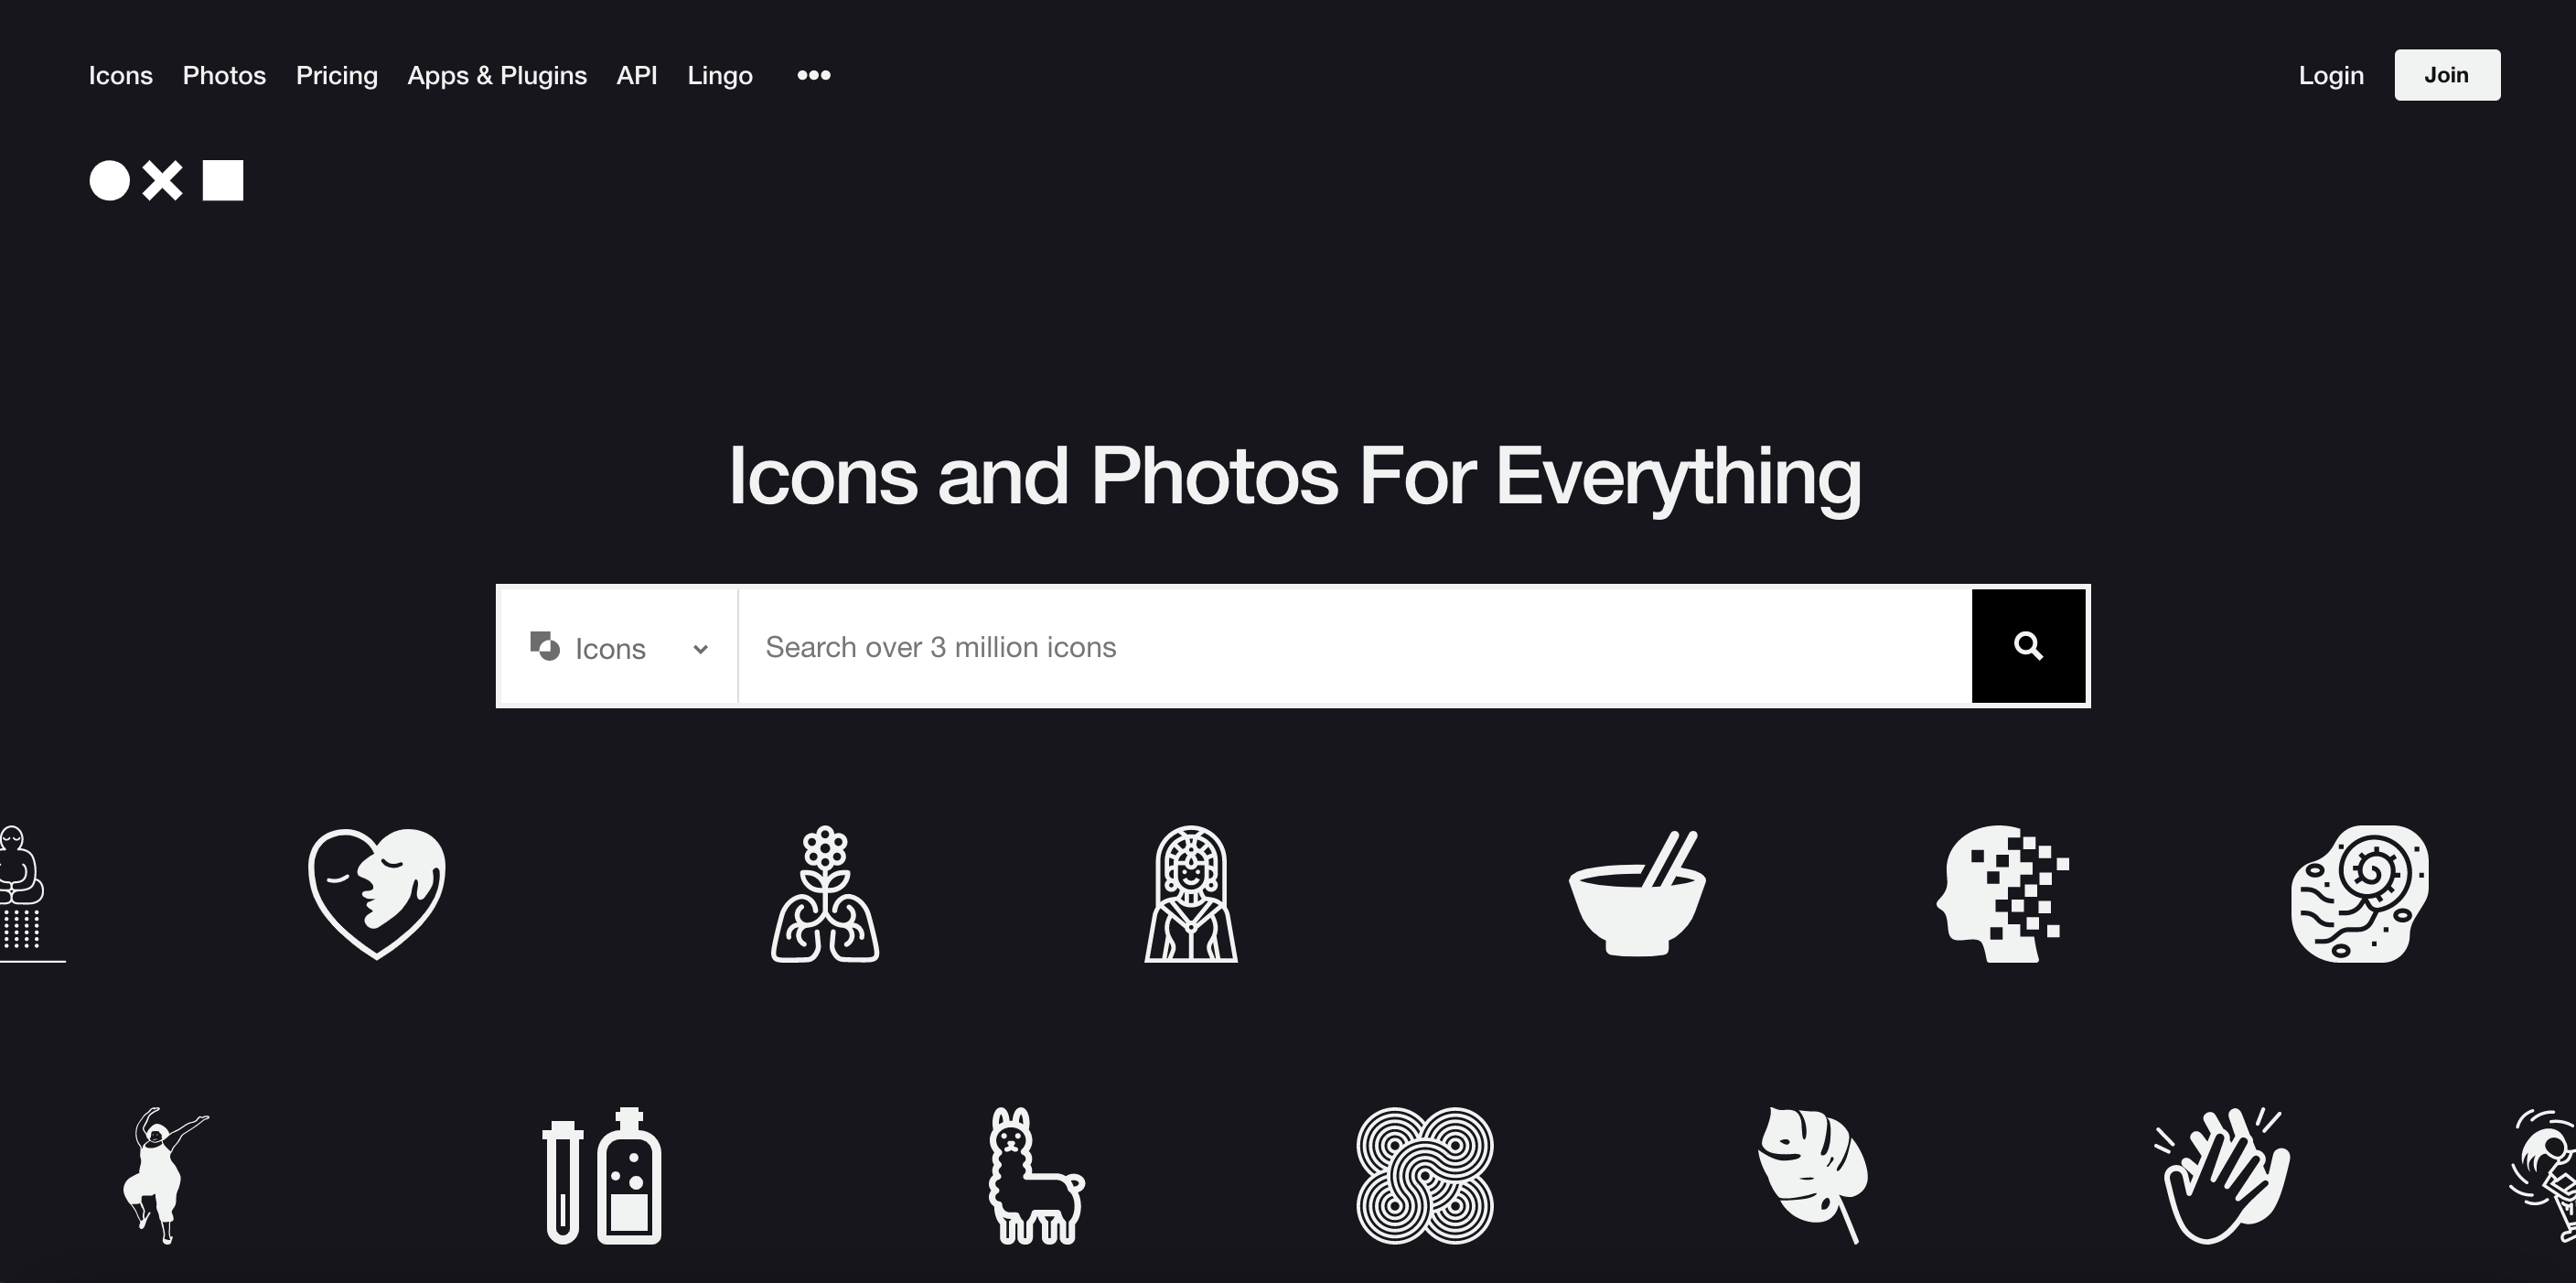 Icons Photos Pricing Apps & Plugins API Lingo ••• Login Join
Icons and Photos For Everything
Icons Search over 3 million icons